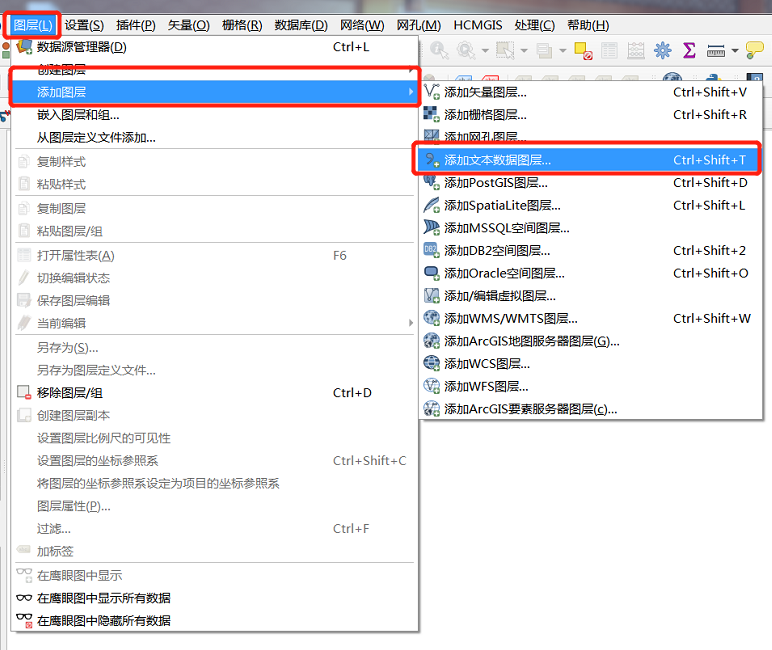 图层(L) 设置(S) 插件(P) 矢量(O) 栅格(R) 数据库(D) 网络(W) 网孔(M) HCMGIS 处理(C) 帮助(H)
数据源管理器(D) Ctrl+L
创建图层
添加图层
嵌入图层和组...
从图层定义文件添加...
复制样式
粘贴样式
复制图层
粘贴图层/组
打开属性表(A) F6
切换编辑状态
保存图层编辑
当前编辑
另存为(S)...
另存为图层定义文件...
移除图层/组 Ctrl+D
创建图层副本
设置图层比例尺的可见性
设置图层的坐标参照系 Ctrl+Shift+C
将图层的坐标参照系设定为项目的坐标参照系
图层属性(P)...
过滤... Ctrl+F
加标签
在鹰眼图中显示
在鹰眼图中显示所有数据
在鹰眼图中隐藏所有数据
添加矢量图层... Ctrl+Shift+V
添加栅格图层... Ctrl+Shift+R
添加网孔图层...
添加文本数据图层... Ctrl+Shift+T
添加PostGIS图层... Ctrl+Shift+D
添加SpatiaLite图层... Ctrl+Shift+L
添加MSSQL空间图层...
添加DB2空间图层... Ctrl+Shift+2
添加Oracle空间图层... Ctrl+Shift+O
添加/编辑虚拟图层...
添加WMS/WMTS图层... Ctrl+Shift+W
添加ArcGIS地图服务器图层(G)...
添加WCS图层...
添加WFS图层...
添加ArcGIS要素服务器图层(c)...